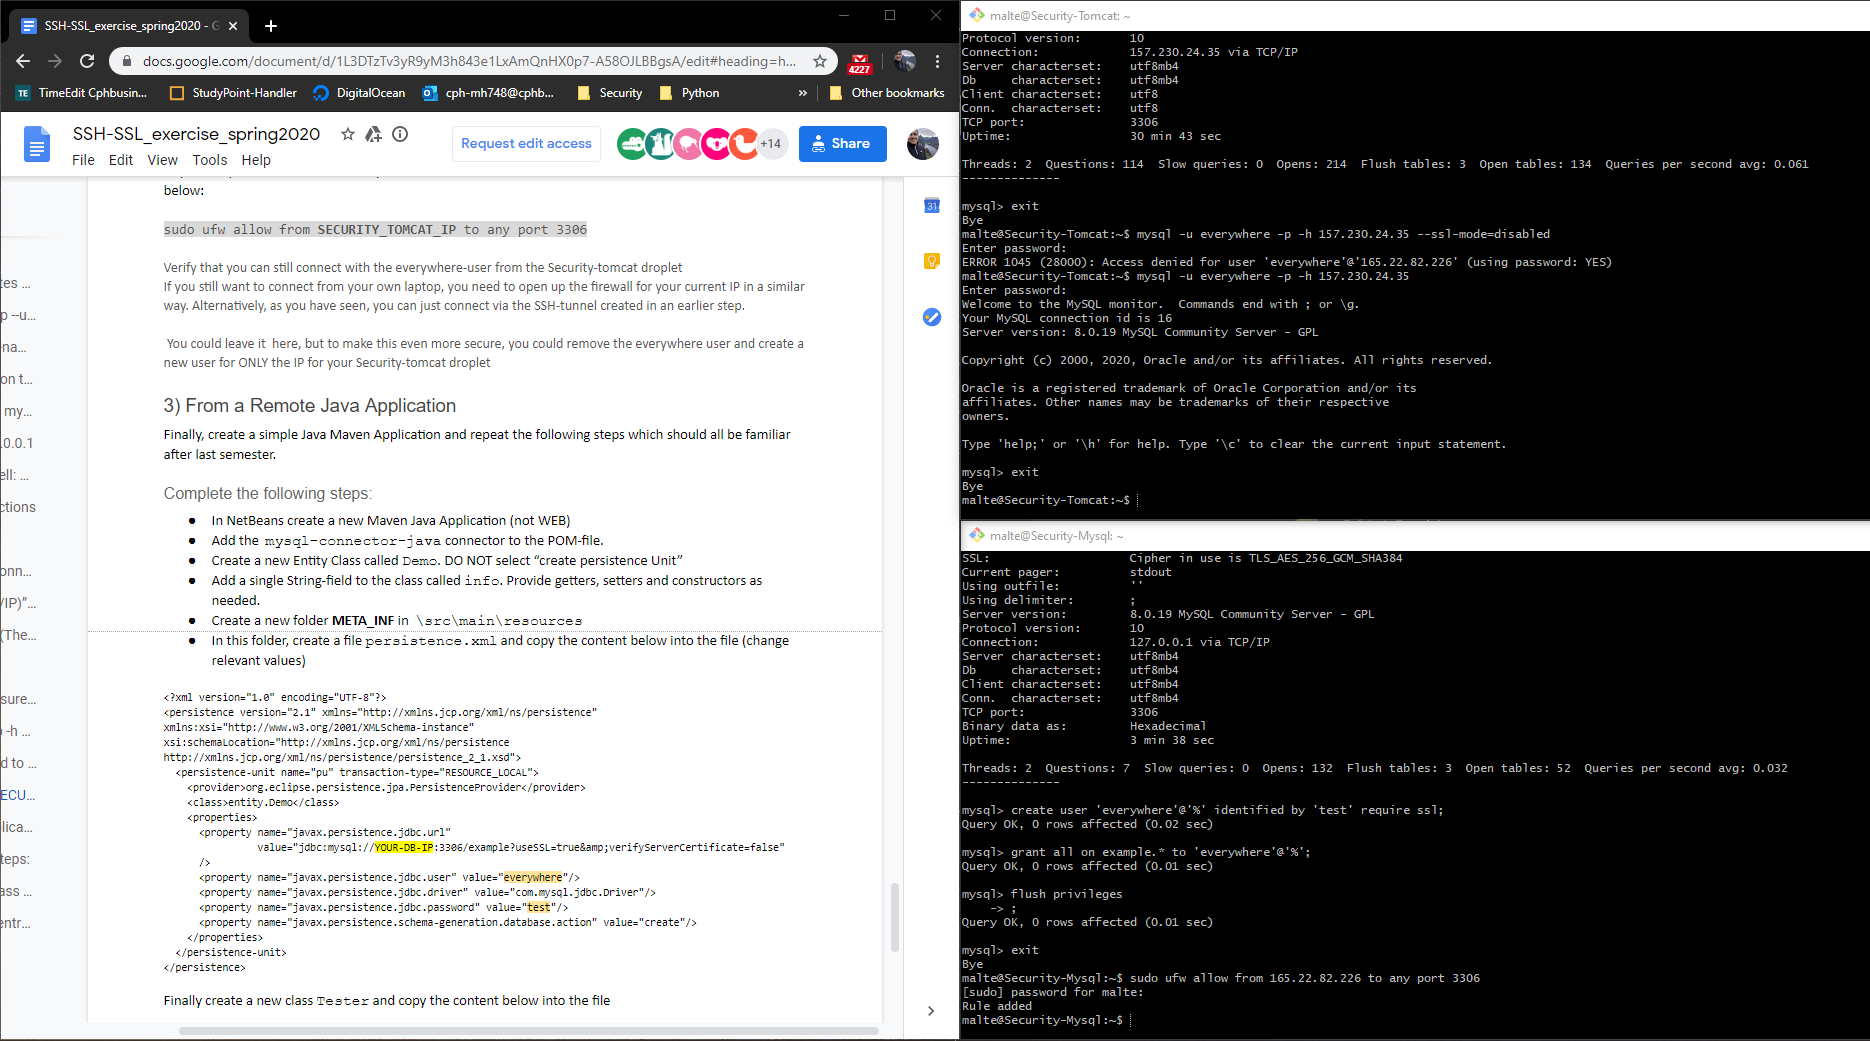 SSH-SSL_exercise_spring2020 - G
docs.google.com/document/d/1L3DTzTv3yR9yM3h843e1LxAmQnHX0p7-A58OJLBBgsA/edit#heading=h...
4227
TE TimeEdit Cphbusin...
StudyPoint-Handler
DigitalOcean
cph-mh748@cphb...
Security
Python
»
Other bookmarks
SSH-SSL_exercise_spring2020
File Edit View Tools Help
Request edit access
+14
Share
31
tes ...
p --u...
-na...
on t...
my...
.0.0.1
ell: ...
ctions
onn...
/IP)”...
(The...
sure...
-h ...
d to ...
ECU...
plica...
teps:
ass ...
entr...
below:
sudo ufw allow from SECURITY_TOMCAT_IP to any port 3306
Verify that you can still connect with the everywhere-user from the Security-tomcat droplet
If you still want to connect from your own laptop, you need to open up the firewall for your current IP in a similar
way. Alternatively, as you have seen, you can just connect via the SSH-tunnel created in an earlier step.
You could leave it  here, but to make this even more secure, you could remove the everywhere user and create a
new user for ONLY the IP for your Security-tomcat droplet
3) From a Remote Java Application
Finally, create a simple Java Maven Application and repeat the following steps which should all be familiar
after last semester.
Complete the following steps:
● In NetBeans create a new Maven Java Application (not WEB)
● Add the mysql-connector-java connector to the POM-file.
● Create a new Entity Class called Demo. DO NOT select “create persistence Unit”
● Add a single String-field to the class called info. Provide getters, setters and constructors as
needed.
● Create a new folder META_INF in \src\main\resources
● In this folder, create a file persistence.xml and copy the content below into the file (change
relevant values)
<?xml version="1.0" encoding="UTF-8"?>
<persistence version="2.1" xmlns="http://xmlns.jcp.org/xml/ns/persistence"
xmlns:xsi="http://www.w3.org/2001/XMLSchema-instance"
xsi:schemaLocation="http://xmlns.jcp.org/xml/ns/persistence
http://xmlns.jcp.org/xml/ns/persistence/persistence_2_1.xsd">
<persistence-unit name="pu" transaction-type="RESOURCE_LOCAL">
<provider>org.eclipse.persistence.jpa.PersistenceProvider</provider>
<class>entity.Demo</class>
<properties>
<property name="javax.persistence.jdbc.url"
value="jdbc:mysql://YOUR-DB-IP:3306/example?useSSL=true&amp;verifyServerCertificate=false"
/>
<property name="javax.persistence.jdbc.user" value="everywhere"/>
<property name="javax.persistence.jdbc.driver" value="com.mysql.jdbc.Driver"/>
<property name="javax.persistence.jdbc.password" value="test"/>
<property name="javax.persistence.schema-generation.database.action" value="create"/>
</properties>
</persistence-unit>
</persistence>
Finally create a new class Tester and copy the content below into the file
malte@Security-Tomcat: ~
Protocol version: 10
Connection: 157.230.24.35 via TCP/IP
Server characterset: utf8mb4
Db     characterset: utf8mb4
Client characterset: utf8
Conn.  characterset: utf8
TCP port: 3306
Uptime: 30 min 43 sec
Threads: 2  Questions: 114  Slow queries: 0  Opens: 214  Flush tables: 3  Open tables: 134  Queries per second avg: 0.061
--------------
mysql> exit
Bye
malte@Security-Tomcat:~$ mysql -u everywhere -p -h 157.230.24.35 --ssl-mode=disabled
Enter password:
ERROR 1045 (28000): Access denied for user 'everywhere'@'165.22.82.226' (using password: YES)
malte@Security-Tomcat:~$ mysql -u everywhere -p -h 157.230.24.35
Enter password:
Welcome to the MySQL monitor.  Commands end with ; or \g.
Your MySQL connection id is 16
Server version: 8.0.19 MySQL Community Server - GPL
Copyright (c) 2000, 2020, Oracle and/or its affiliates. All rights reserved.
Oracle is a registered trademark of Oracle Corporation and/or its
affiliates. Other names may be trademarks of their respective
owners.
Type 'help;' or '\h' for help. Type '\c' to clear the current input statement.
mysql> exit
Bye
malte@Security-Tomcat:~$
malte@Security-Mysql: ~
SSL: Cipher in use is TLS_AES_256_GCM_SHA384
Current pager: stdout
Using outfile: ''
Using delimiter: ;
Server version: 8.0.19 MySQL Community Server - GPL
Protocol version: 10
Connection: 127.0.0.1 via TCP/IP
Server characterset: utf8mb4
Db     characterset: utf8mb4
Client characterset: utf8mb4
Conn.  characterset: utf8mb4
TCP port: 3306
Binary data as: Hexadecimal
Uptime: 3 min 38 sec
Threads: 2  Questions: 7  Slow queries: 0  Opens: 132  Flush tables: 3  Open tables: 52  Queries per second avg: 0.032
--------------
mysql> create user 'everywhere'@'%' identified by 'test' require ssl;
Query OK, 0 rows affected (0.02 sec)
mysql> grant all on example.* to 'everywhere'@'%';
Query OK, 0 rows affected (0.01 sec)
mysql> flush privileges
-> ;
Query OK, 0 rows affected (0.01 sec)
mysql> exit
Bye
malte@Security-Mysql:~$ sudo ufw allow from 165.22.82.226 to any port 3306
[sudo] password for malte:
Rule added
malte@Security-Mysql:~$